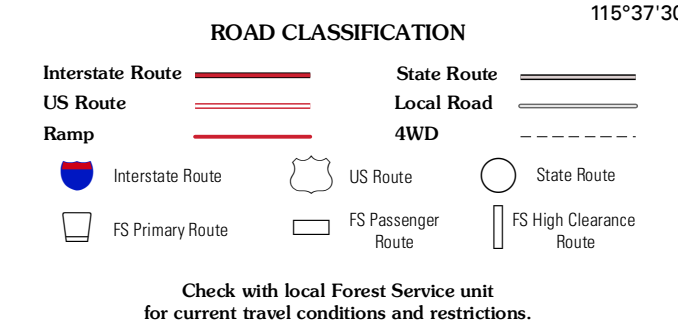 115°37'30
ROAD CLASSIFICATION
Interstate Route
State Route
US Route
Local Road
Ramp
4WD
Interstate Route
US Route
State Route
FS Primary Route
FS Passenger
Route
FS High Clearance
Route
Check with local Forest Service unit
for current travel conditions and restrictions.